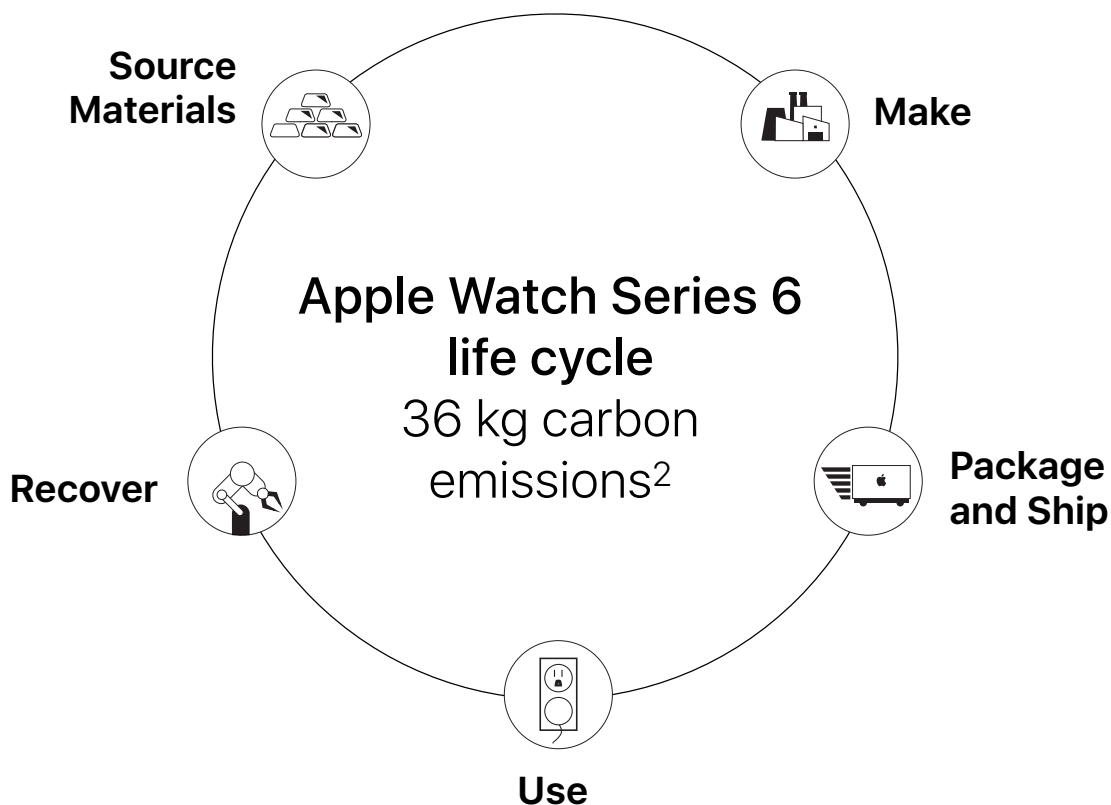 Source
Materials
Make
Apple Watch Series 6
life cycle
36 kg carbon
emissions²
Recover
Package
and Ship
Use